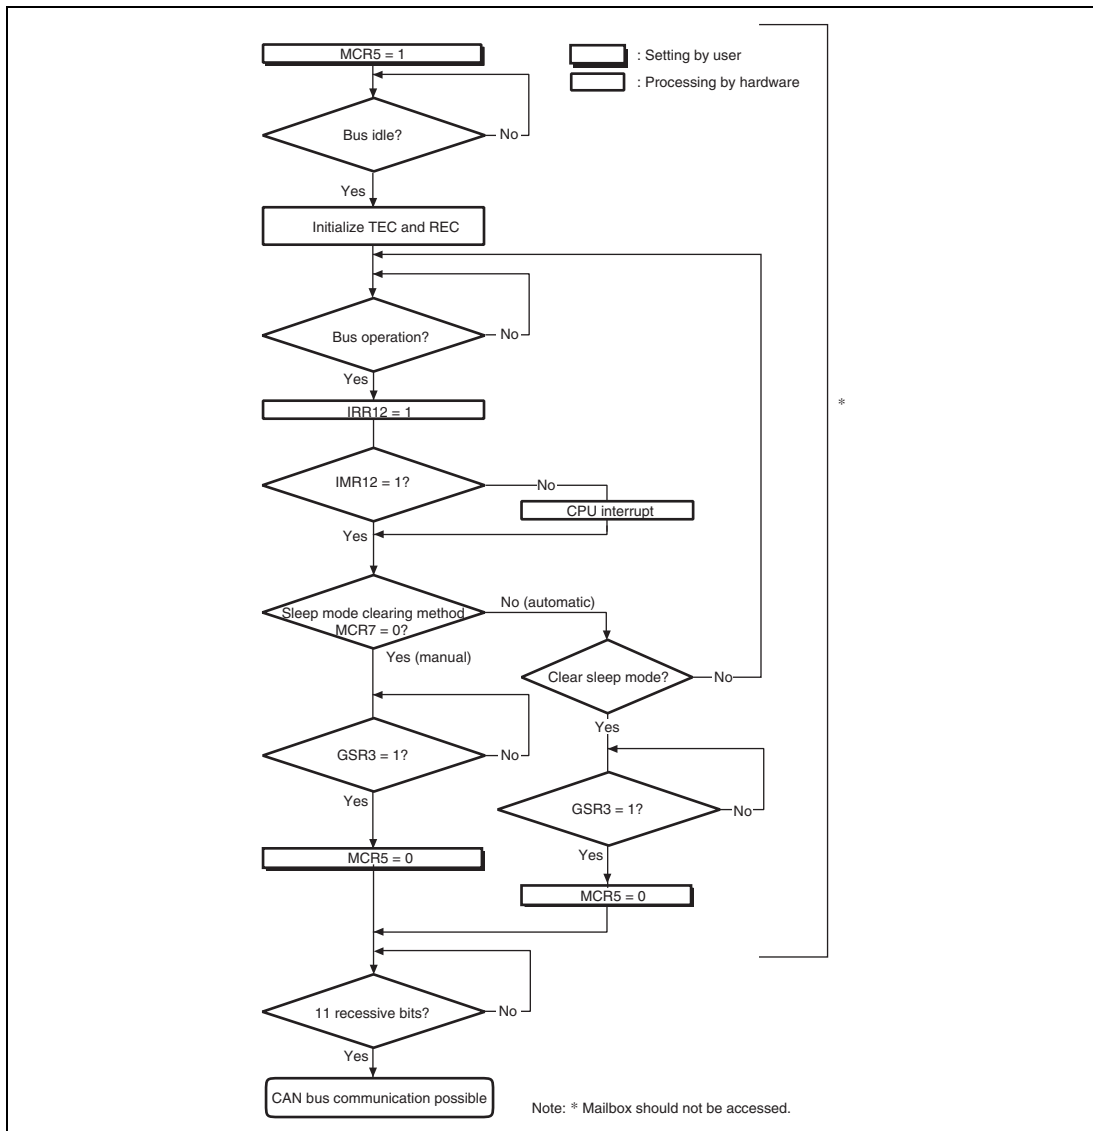 MCR5 = 1
: Setting by user
: Processing by hardware
Bus idle?
No
Yes
Initialize TEC and REC
Bus operation?
No
Yes
IRR12 = 1
*
IMR12 = 1?
No
CPU interrupt
Yes
Sleep mode clearing method
MCR7 = 0?
No (automatic)
Yes (manual)
Clear sleep mode?
No
Yes
GSR3 = 1?
No
Yes
GSR3 = 1?
No
Yes
MCR5 = 0
MCR5 = 0
11 recessive bits?
No
Yes
CAN bus communication possible
Note: * Mailbox should not be accessed.